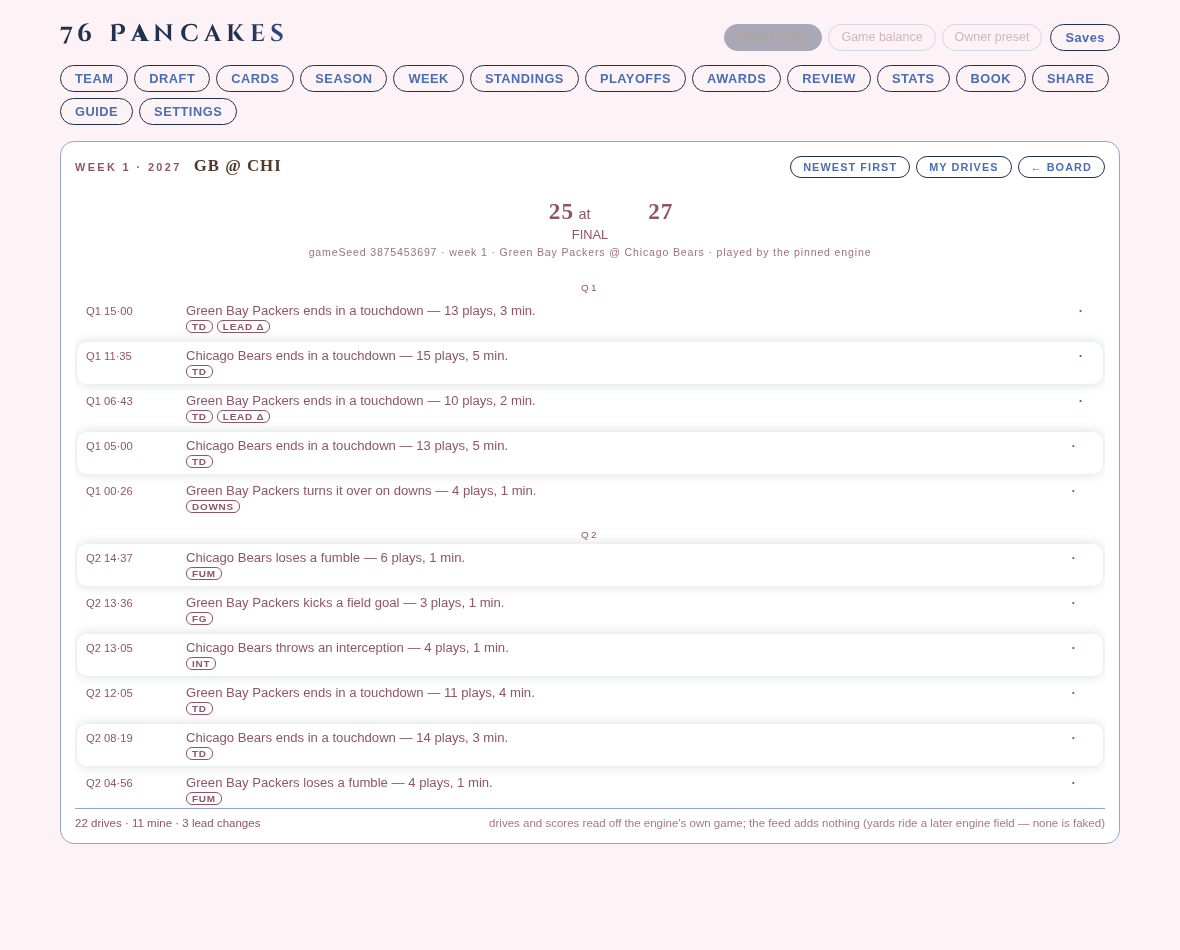 76 PANCAKES
Game balance Owner preset Saves
TEAM DRAFT CARDS SEASON WEEK STANDINGS PLAYOFFS AWARDS REVIEW STATS BOOK SHARE
GUIDE SETTINGS
WEEK 1 · 2027 GB @ CHI NEWEST FIRST MY DRIVES ← BOARD
25 at 27
FINAL
gameSeed 3875453697 · week 1 · Green Bay Packers @ Chicago Bears · played by the pinned engine
Q1
Q1 15·00 Green Bay Packers ends in a touchdown — 13 plays, 3 min. ·
TD LEAD Δ
Q1 11·35 Chicago Bears ends in a touchdown — 15 plays, 5 min. ·
TD
Q1 06·43 Green Bay Packers ends in a touchdown — 10 plays, 2 min. ·
TD LEAD Δ
Q1 05·00 Chicago Bears ends in a touchdown — 13 plays, 5 min. ·
TD
Q1 00·26 Green Bay Packers turns it over on downs — 4 plays, 1 min. ·
DOWNS
Q2
Q2 14·37 Chicago Bears loses a fumble — 6 plays, 1 min. ·
FUM
Q2 13·36 Green Bay Packers kicks a field goal — 3 plays, 1 min. ·
FG
Q2 13·05 Chicago Bears throws an interception — 4 plays, 1 min. ·
INT
Q2 12·05 Green Bay Packers ends in a touchdown — 11 plays, 4 min. ·
TD
Q2 08·19 Chicago Bears ends in a touchdown — 14 plays, 3 min. ·
TD
Q2 04·56 Green Bay Packers loses a fumble — 4 plays, 1 min. ·
FUM
22 drives · 11 mine · 3 lead changes drives and scores read off the engine's own game; the feed adds nothing (yards ride a later engine field — none is faked)